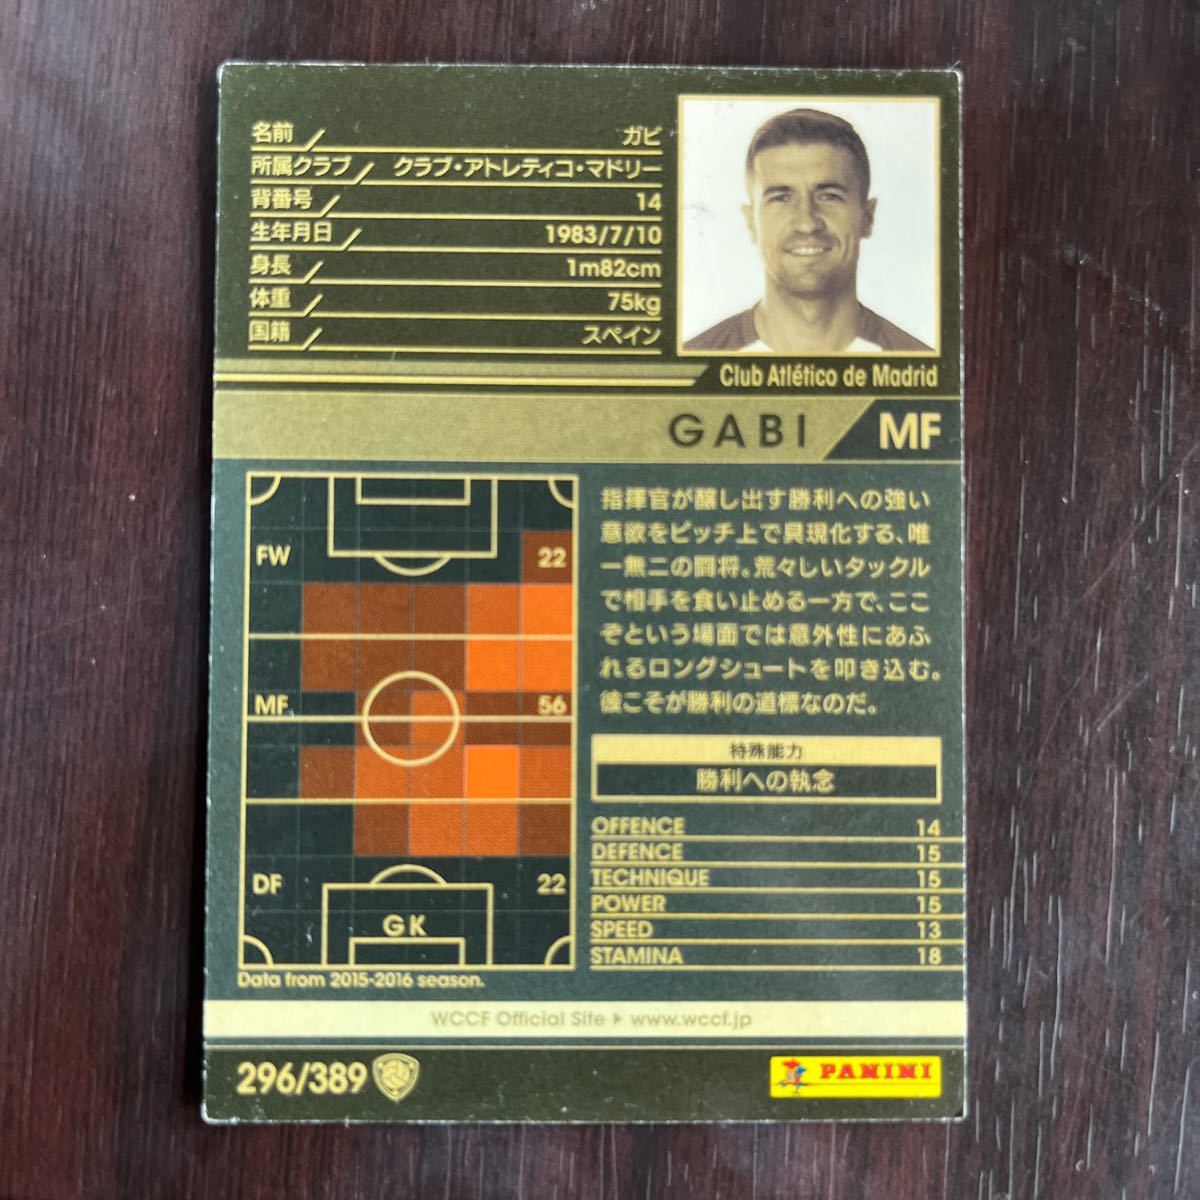 名前 ガビ
所属クラブ クラブ・アトレティコ・マドリー
背番号 14
生年月日 1983/7/10
身長 1m82cm
体重 75kg
国籍 スペイン
Club Atlético de Madrid
GABI MF
FW 22
MF 56
DF 22
GK
Data from 2015-2016 season.
指揮官が醸し出す勝利への強い
意欲をピッチ上で具現化する、唯
一無二の闘将。荒々しいタックル
で相手を食い止める一方で、ここ
ぞという場面では意外性にあふ
れるロングシュートを叩き込む。
彼こそが勝利の道標なのだ。
特殊能力
勝利への執念
OFFENCE 14
DEFENCE 15
TECHNIQUE 15
POWER 15
SPEED 13
STAMINA 18
WCCF Official Site ▶ www.wccf.jp
296/389
PANINI